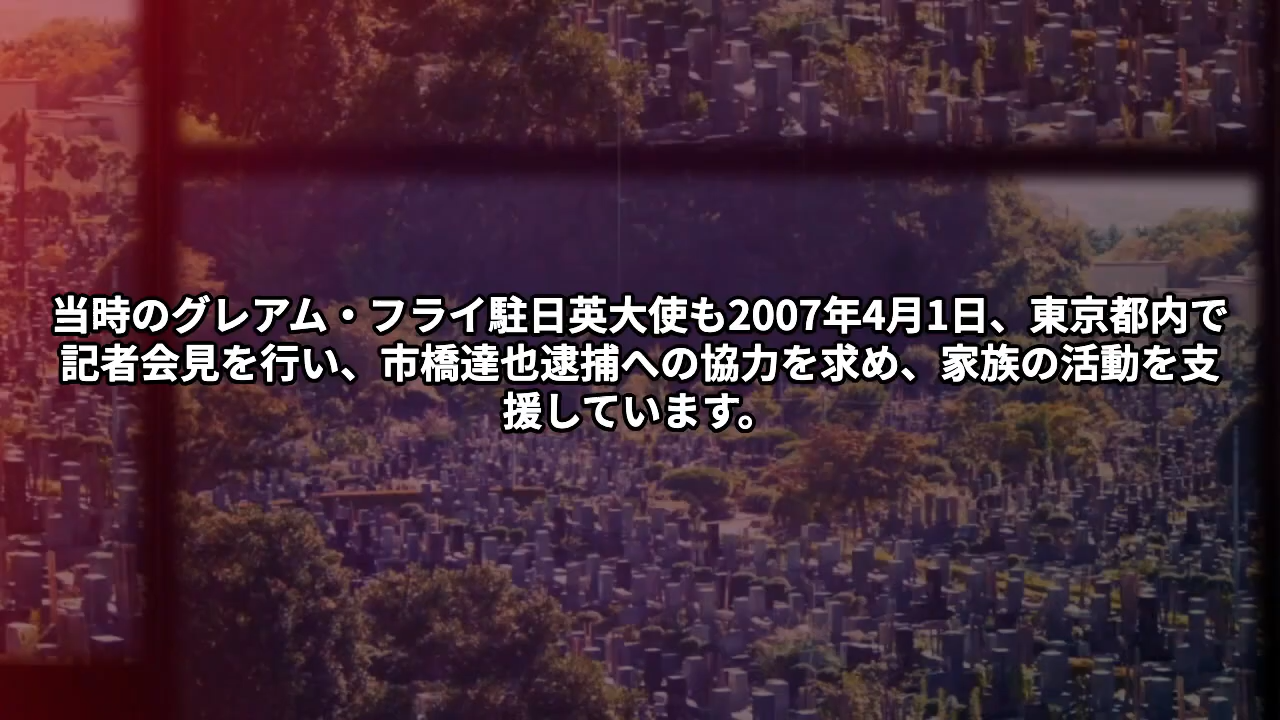 当時のグレアム・フライ駐日英大使も2007年4月1日、東京都内で
記者会見を行い、市橋達也逮捕への協力を求め、家族の活動を支
援しています。